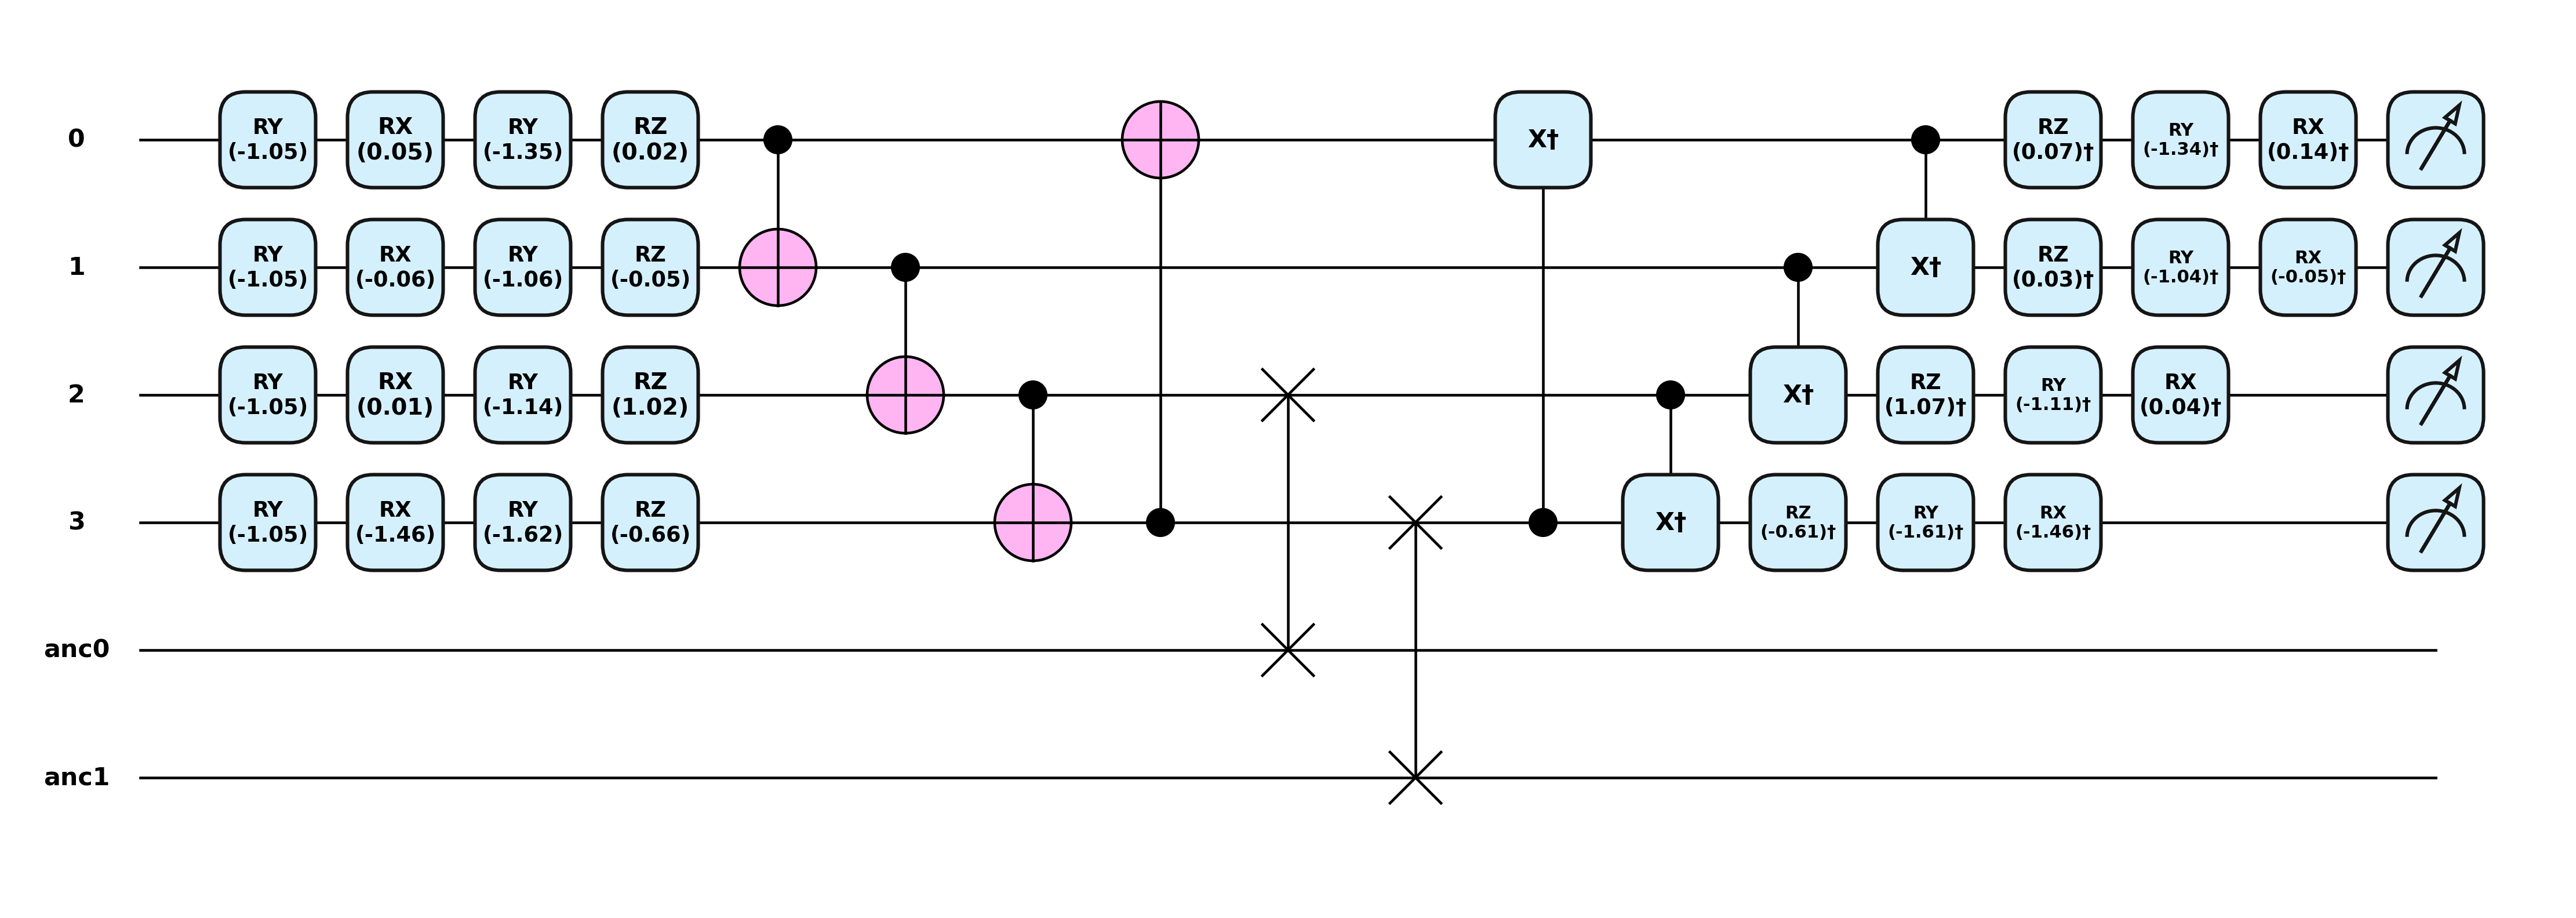 0
RY
(-1.05)
RX
(0.05)
RY
(-1.35)
RZ
(0.02)
X†
RZ
(0.07)†
RY
(-1.34)†
RX
(0.14)†
1
RY
(-1.05)
RX
(-0.06)
RY
(-1.06)
RZ
(-0.05)
X†
RZ
(0.03)†
RY
(-1.04)†
RX
(-0.05)†
2
RY
(-1.05)
RX
(0.01)
RY
(-1.14)
RZ
(1.02)
X†
RZ
(1.07)†
RY
(-1.11)†
RX
(0.04)†
3
RY
(-1.05)
RX
(-1.46)
RY
(-1.62)
RZ
(-0.66)
X†
RZ
(-0.61)†
RY
(-1.61)†
RX
(-1.46)†
anc0
anc1